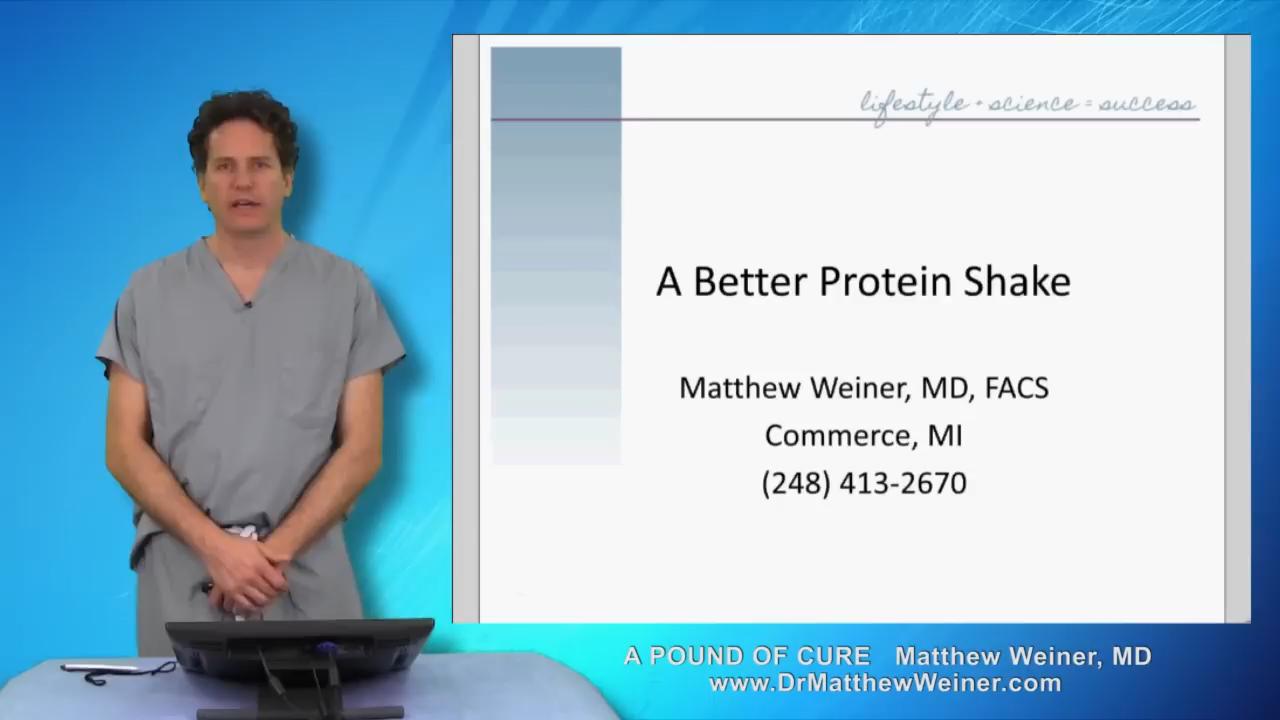 lifestyle + science = success
A Better Protein Shake
Matthew Weiner, MD, FACS
Commerce, MI
(248) 413-2670
A POUND OF CURE Matthew Weiner, MD
www.DrMatthewWeiner.com